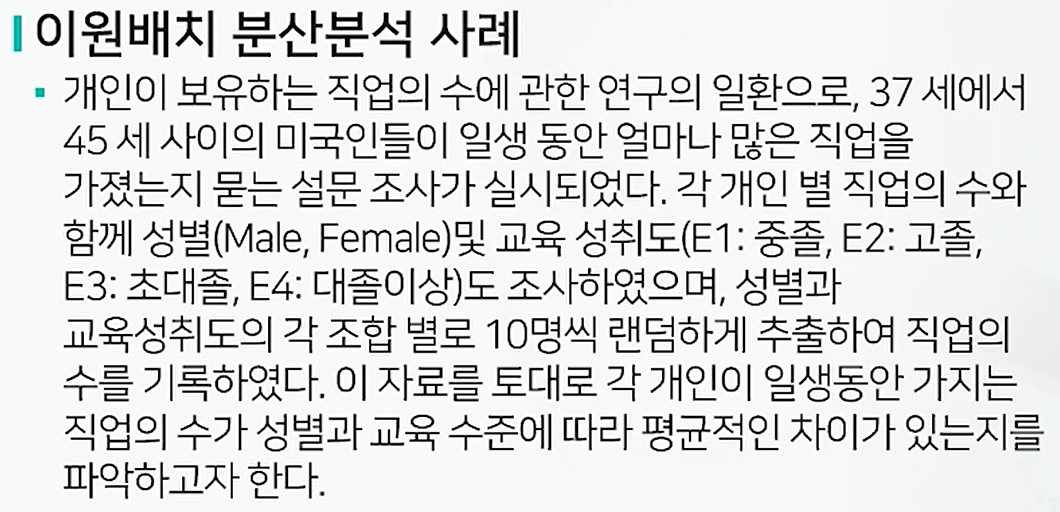 이원배치 분산분석 사례
▪ 개인이 보유하는 직업의 수에 관한 연구의 일환으로, 37 세에서
45 세 사이의 미국인들이 일생 동안 얼마나 많은 직업을
가졌는지 묻는 설문 조사가 실시되었다. 각 개인 별 직업의 수와
함께 성별(Male, Female)및 교육 성취도(E1: 중졸, E2: 고졸,
E3: 초대졸, E4: 대졸이상)도 조사하였으며, 성별과
교육성취도의 각 조합 별로 10명씩 랜덤하게 추출하여 직업의
수를 기록하였다. 이 자료를 토대로 각 개인이 일생동안 가지는
직업의 수가 성별과 교육 수준에 따라 평균적인 차이가 있는지를
파악하고자 한다.